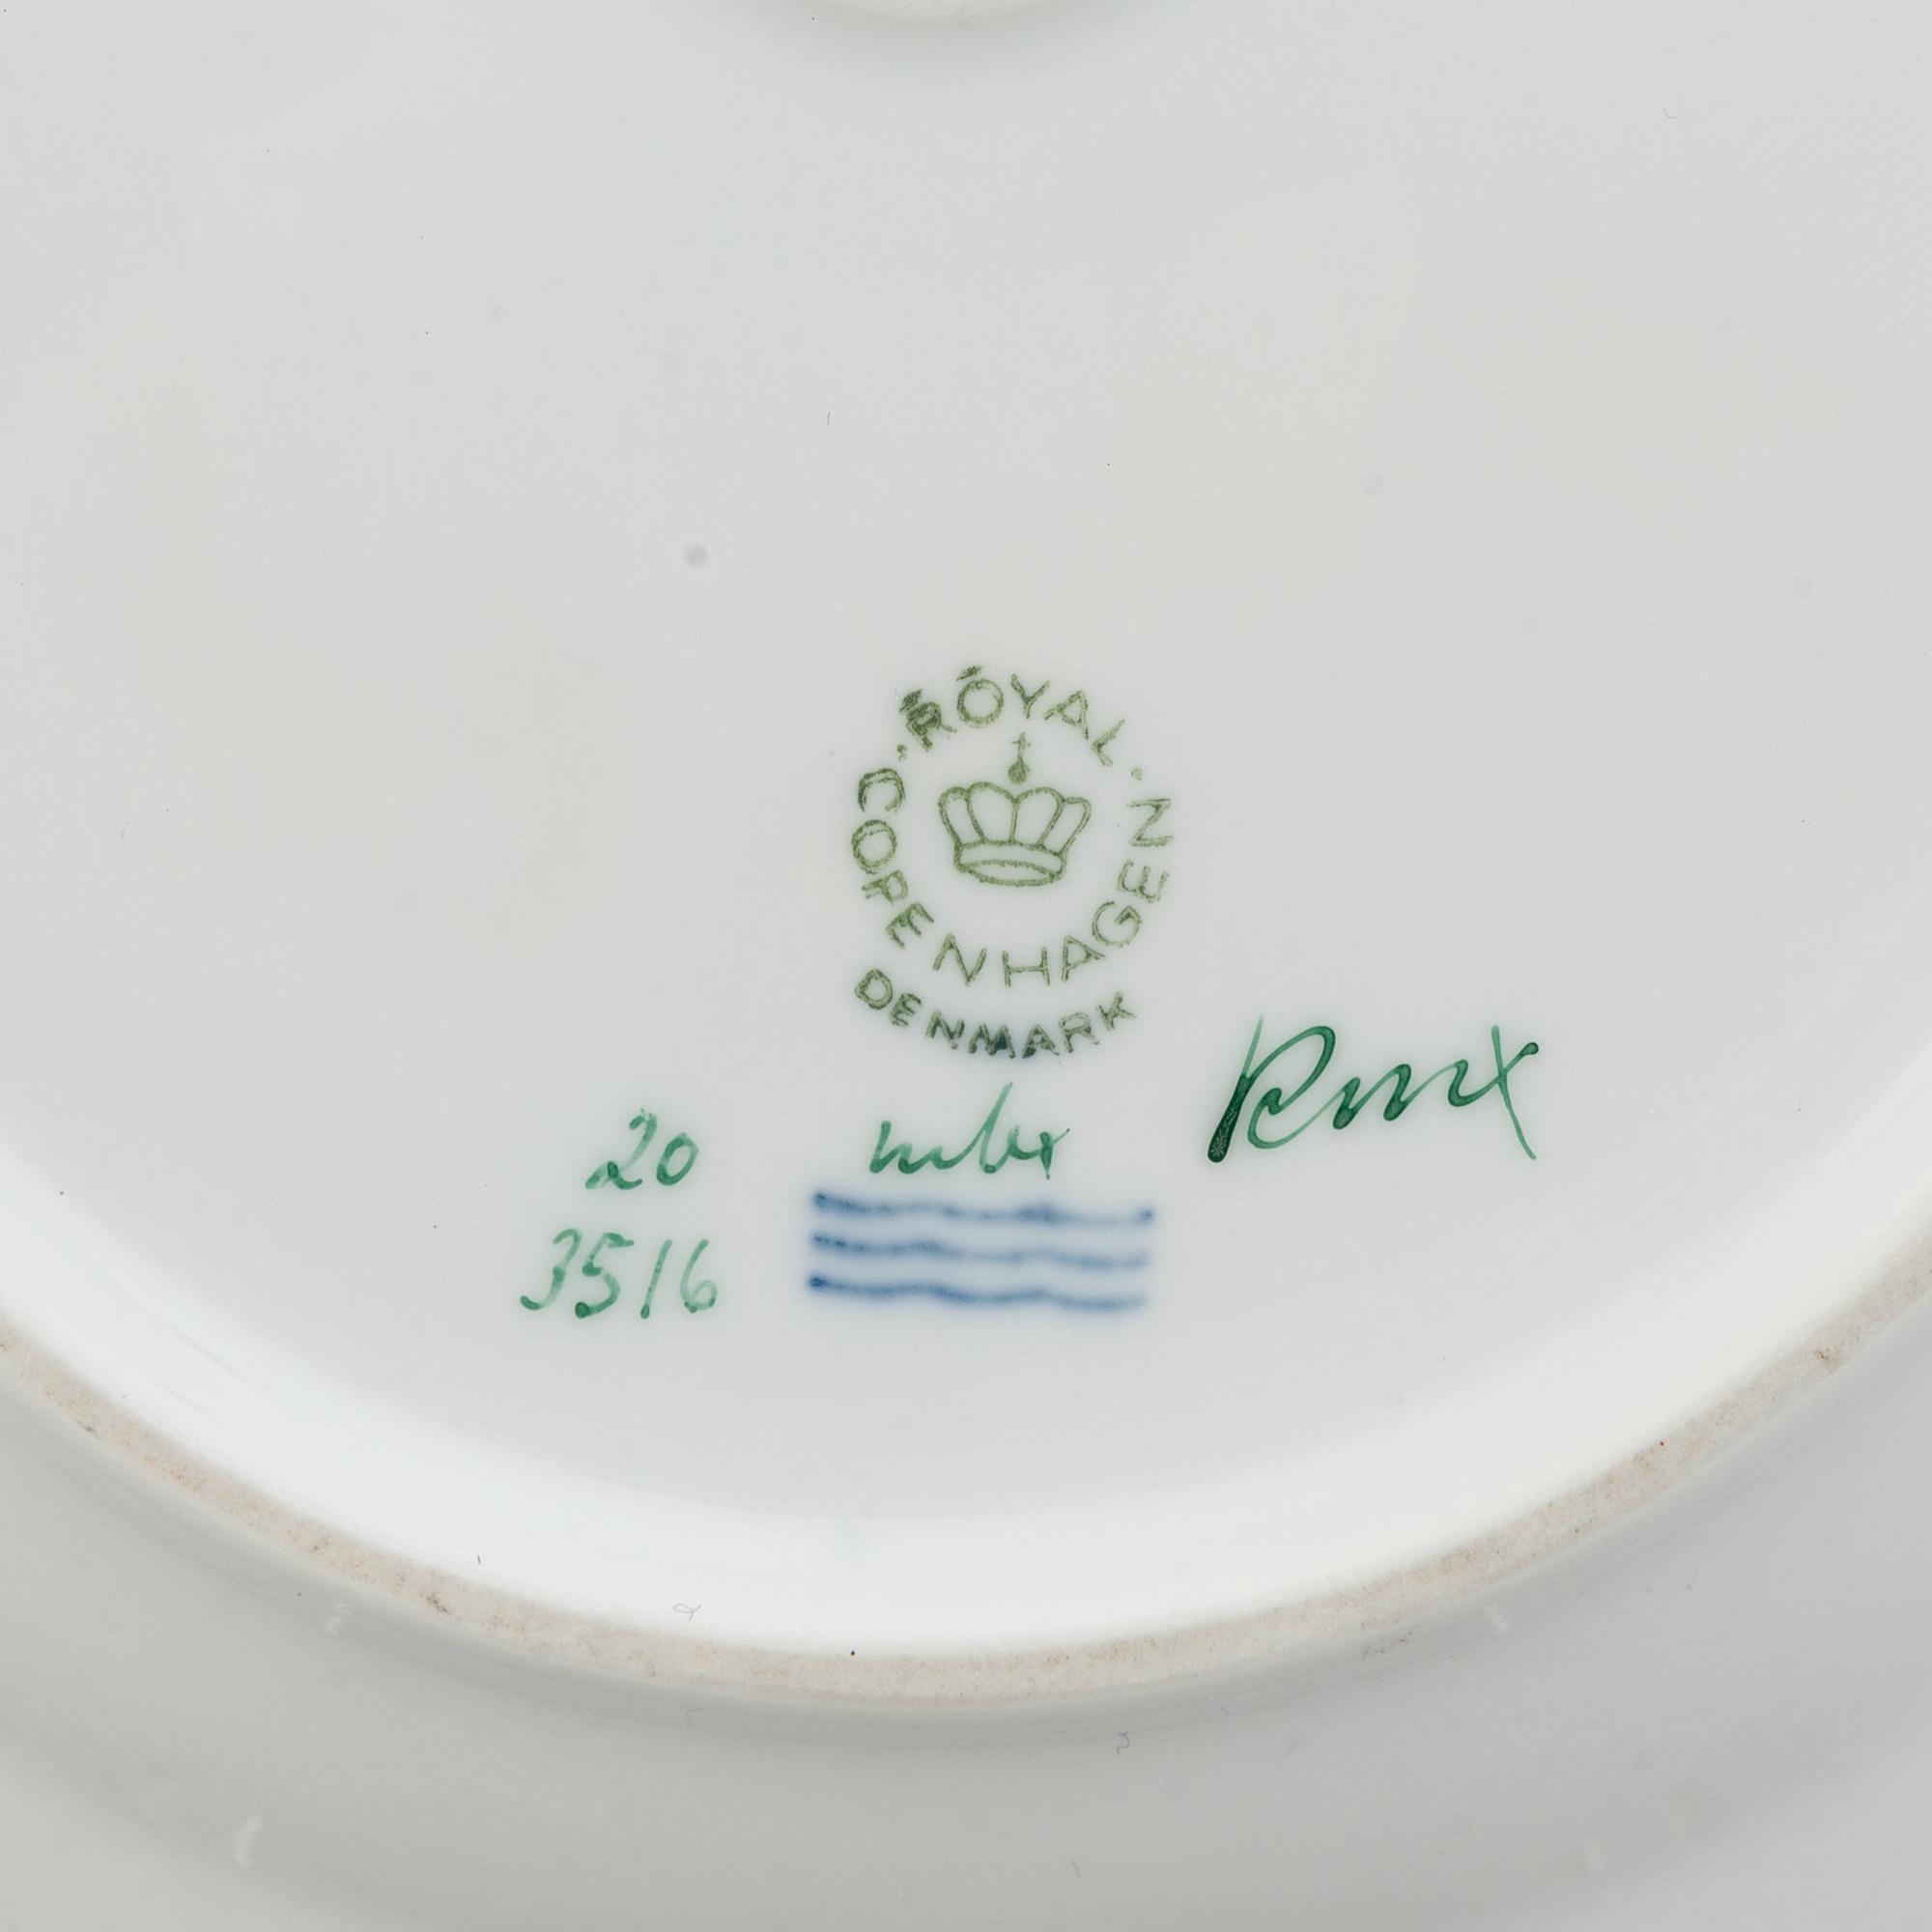 · ROYAL ·
COPENHAGEN
DENMARK
20
3516